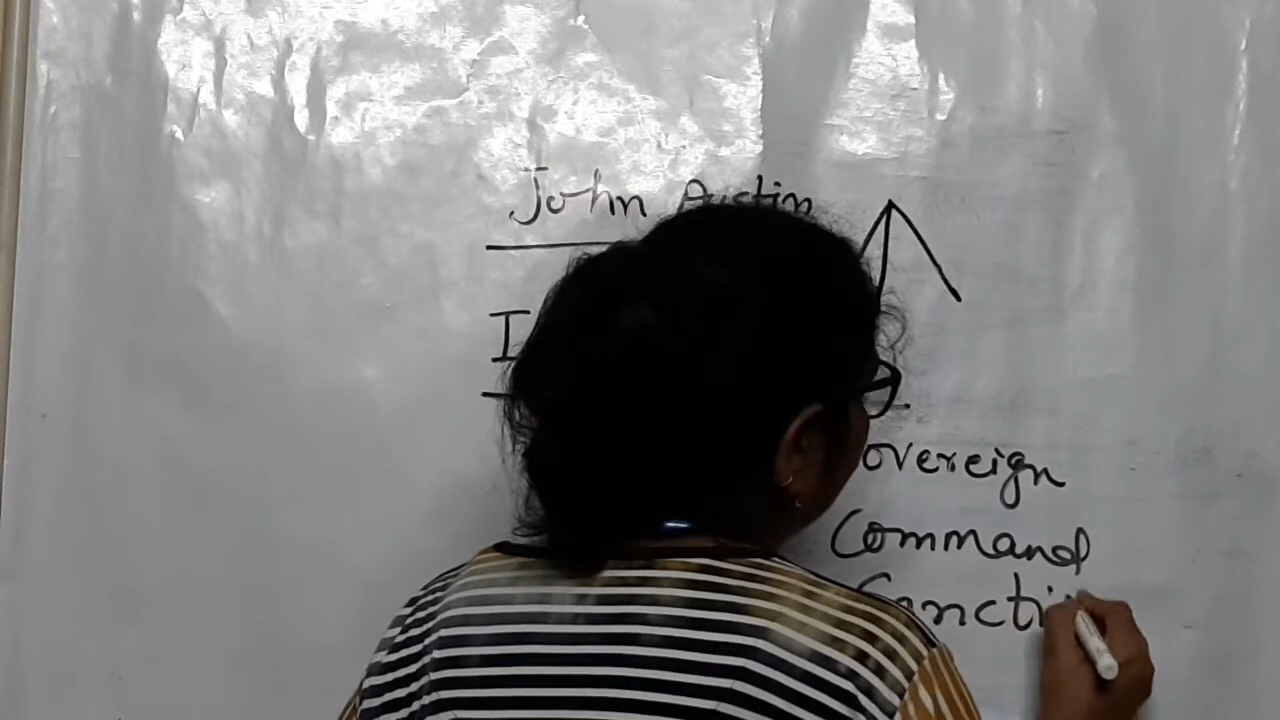 John Austin
I
overeign
Command
Sancti